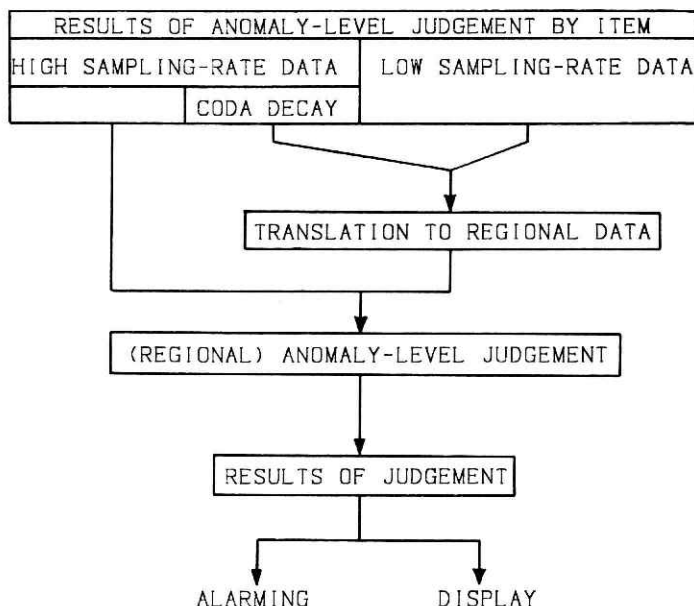 RESULTS OF ANOMALY-LEVEL JUDGEMENT BY ITEM
HIGH SAMPLING-RATE DATA
LOW SAMPLING-RATE DATA
CODA DECAY
TRANSLATION TO REGIONAL DATA
(REGIONAL) ANOMALY-LEVEL JUDGEMENT
RESULTS OF JUDGEMENT
ALARMING
DISPLAY